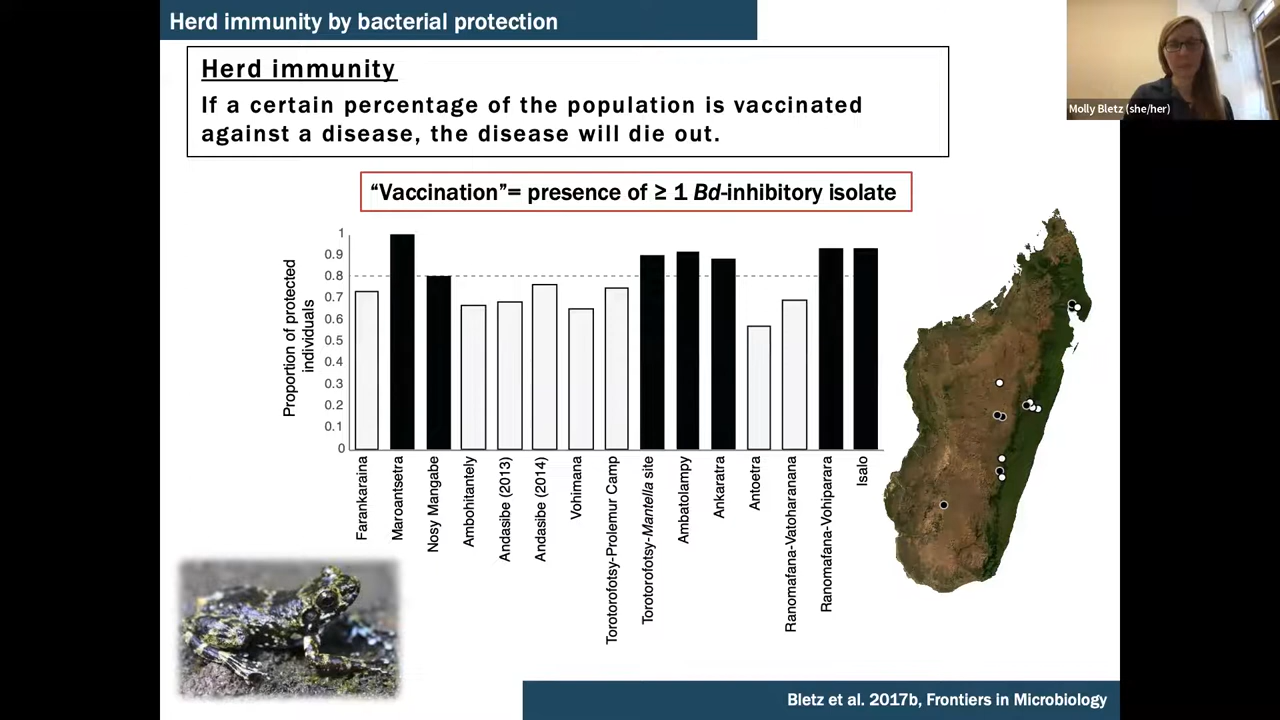 Herd immunity by bacterial protection
Molly Bletz (she/her)
Herd immunity
If a certain percentage of the population is vaccinated
against a disease, the disease will die out.
“Vaccination”= presence of ≥ 1 Bd-inhibitory isolate
Proportion of protected
individuals
1
0.9
0.8
0.7
0.6
0.5
0.4
0.3
0.2
0.1
0
Farankaraina
Maroantsetra
Nosy Mangabe
Ambohitantely
Andasibe (2013)
Andasibe (2014)
Vohimana
Torotorofotsy-Prolemur Camp
Torotorofotsy-Mantella site
Ambatolampy
Ankaratra
Antoetra
Ranomafana-Vatoharanana
Ranomafana-Vohiparara
Isalo
Bletz et al. 2017b, Frontiers in Microbiology